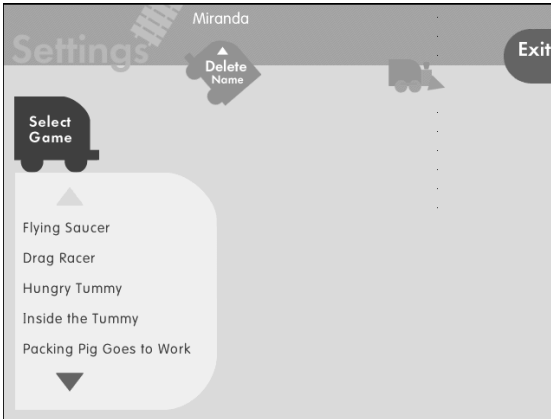 Miranda
Settings
Delete
Name
Exit
Select
Game
Flying Saucer
Drag Racer
Hungry Tummy
Inside the Tummy
Packing Pig Goes to Work